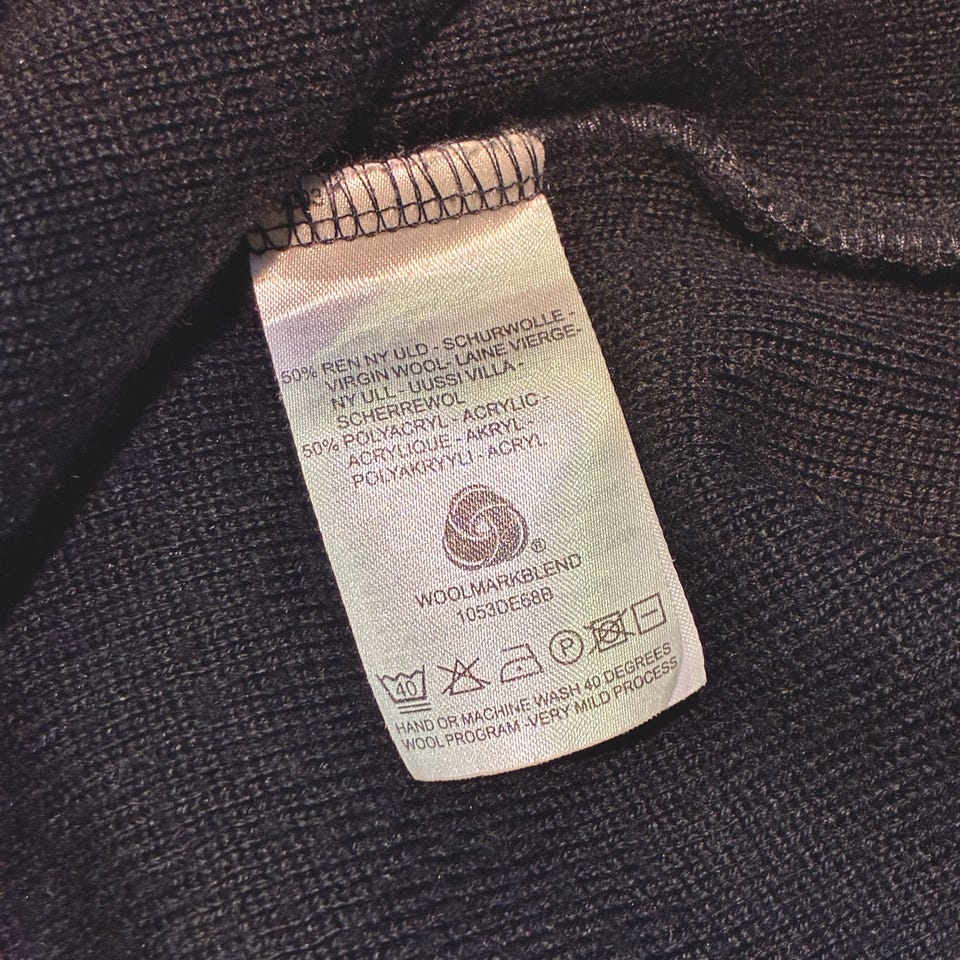 50% REN NY ULD - SCHURWOLLE -
VIRGIN WOOL- LAINE VIERGE-
NY ULL - UUSSI VILLA -
SCHERREWOL
50% POLYACRYL - ACRYLIC -
ACRYLIQUE - AKRYL -
POLYAKRYYLI - ACRYL
®
WOOLMARKBLEND
1053DE68B
40 P
HAND OR MACHINE WASH 40 DEGREES
WOOL PROGRAM -VERY MILD PROCESS